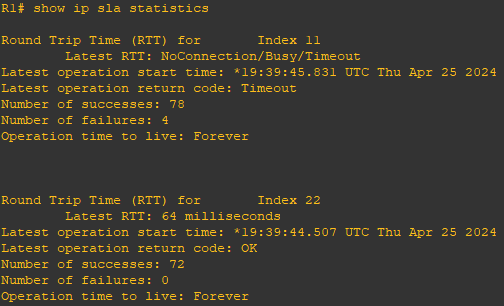 R1# show ip sla statistics
Round Trip Time (RTT) for       Index 11
        Latest RTT: NoConnection/Busy/Timeout
Latest operation start time: *19:39:45.831 UTC Thu Apr 25 2024
Latest operation return code: Timeout
Number of successes: 78
Number of failures: 4
Operation time to live: Forever
Round Trip Time (RTT) for       Index 22
        Latest RTT: 64 milliseconds
Latest operation start time: *19:39:44.507 UTC Thu Apr 25 2024
Latest operation return code: OK
Number of successes: 72
Number of failures: 0
Operation time to live: Forever